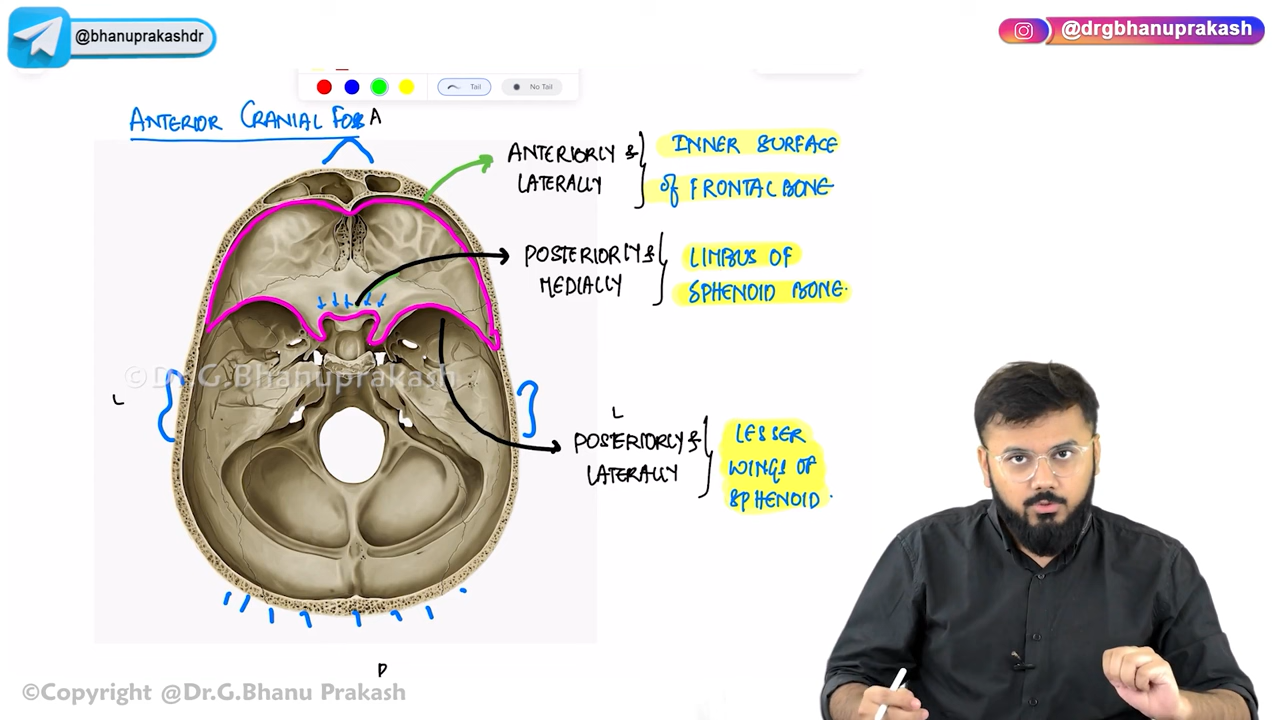 @bhanuprakashdr
@drgbhanuprakash
Tail
No Tail
ANTERIOR CRANIAL FOSSA
A
ANTERIORLY &
LATERALLY
INNER SURFACE
of FRONTAL BONE
POSTERIORLY &
MEDIALLY
LIMBUS OF
SPHENOID BONE.
©Dr.G.Bhanuprakash
L
L
POSTERIORLY &
LATERALLY
LESSER
WINGS OF
SPHENOID.
P
©Copyright @Dr.G.Bhanu Prakash